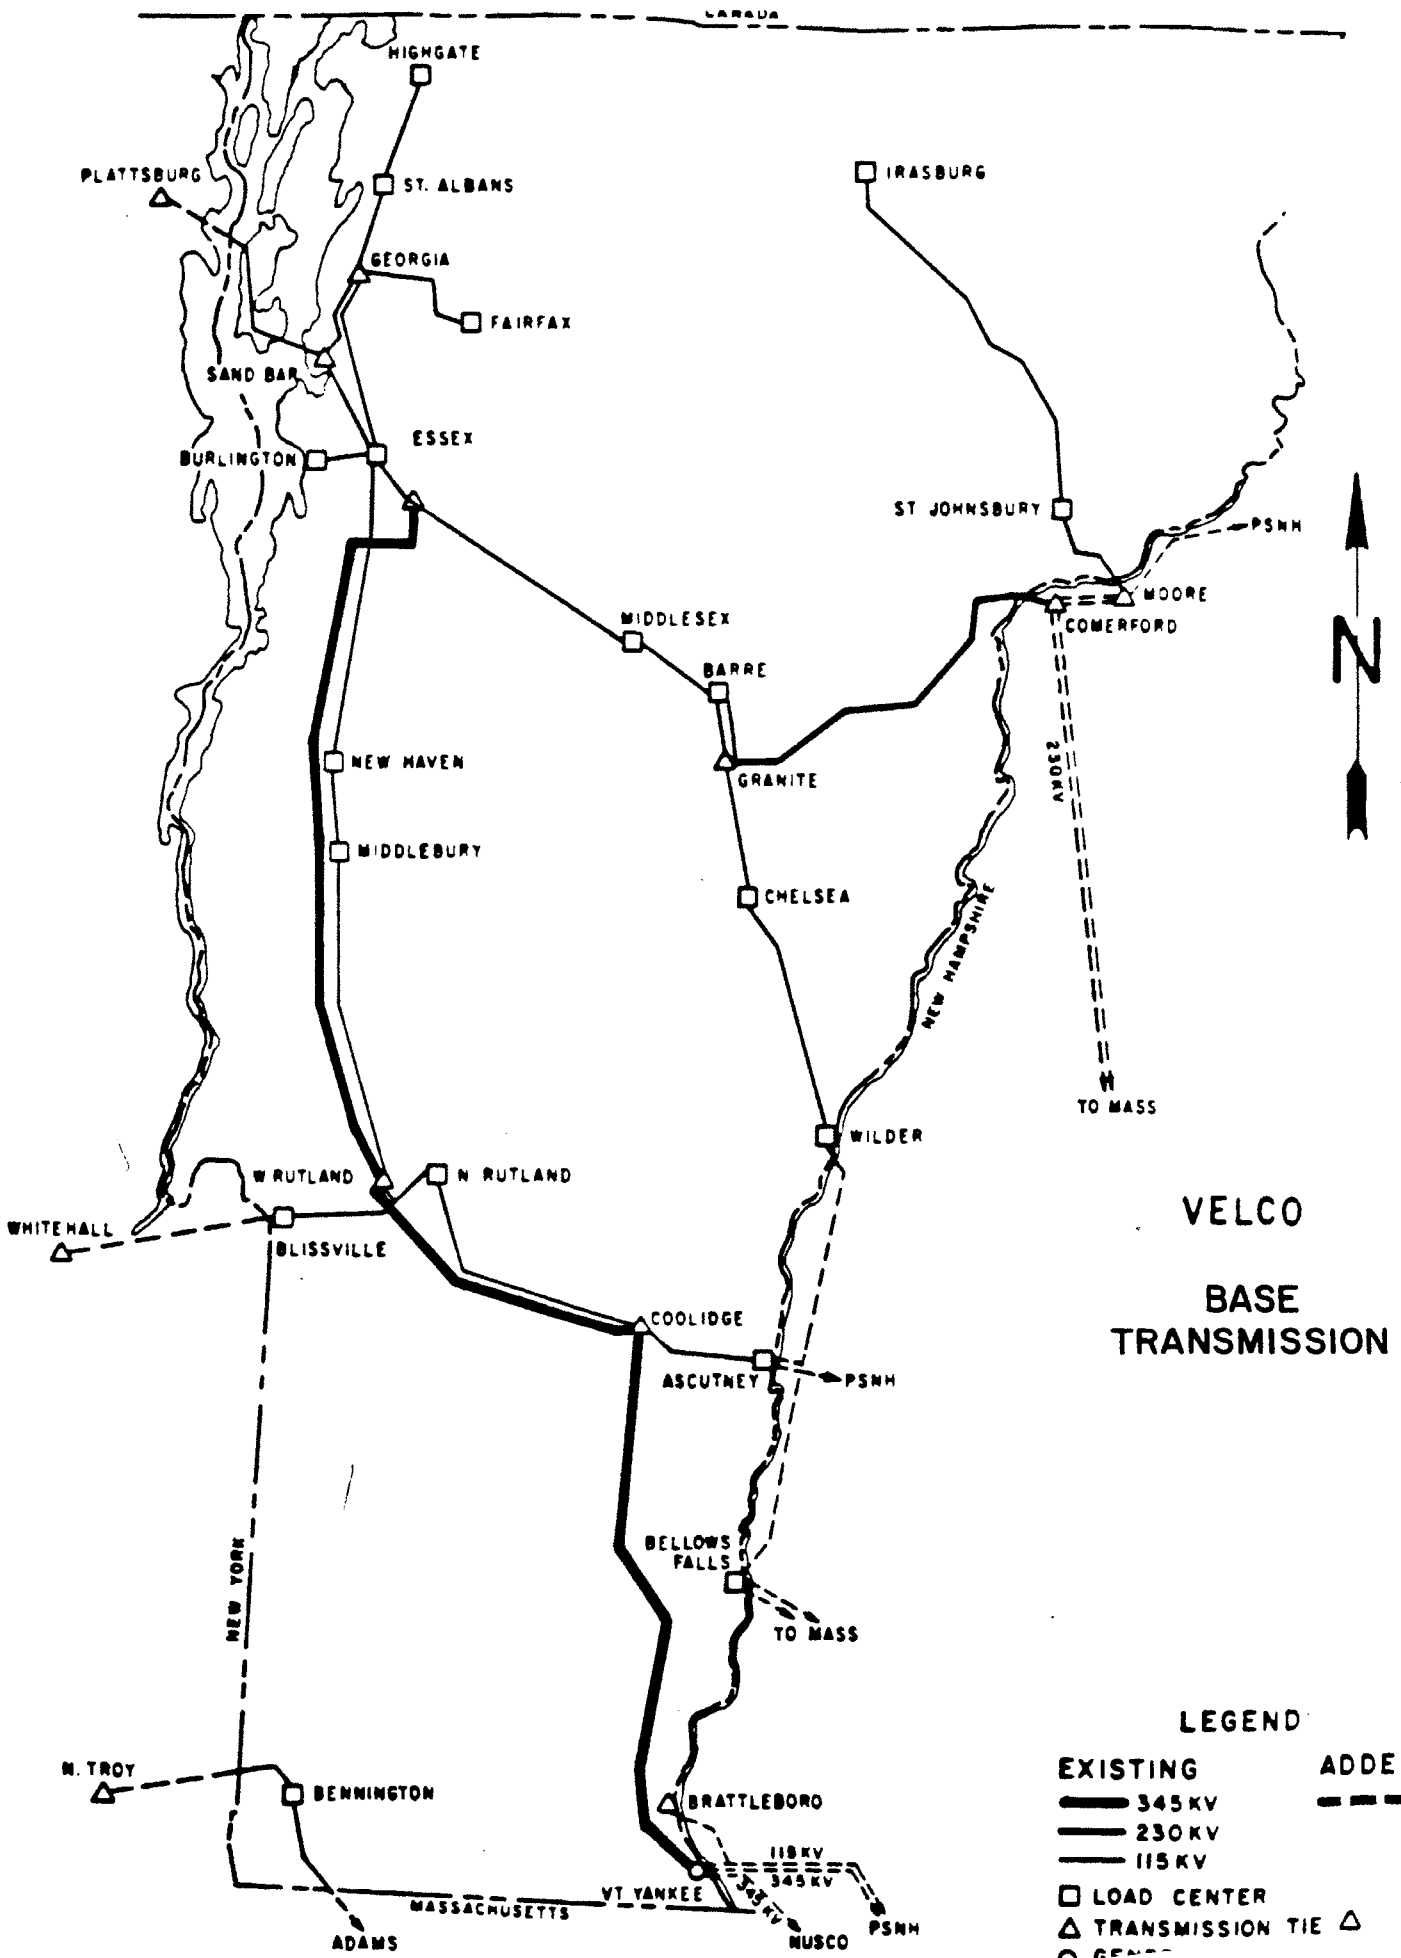 CANADA
HIGHGATE
PLATTSBURG
ST. ALBANS
IRASBURG
GEORGIA
FAIRFAX
SAND BAR
ESSEX
BURLINGTON
ST JOHNSBURY
PSNH
MOORE
COMERFORD
MIDDLESEX
BARRE
N
230KV
NEW HAVEN
GRANITE
MIDDLEBURY
CHELSEA
NEW HAMPSHIRE
TO MASS
WILDER
W RUTLAND
N RUTLAND
WHITEHALL
BLISSVILLE
VELCO
BASE
TRANSMISSION
COOLIDGE
ASCUTNEY
PSNH
BELLOWS
FALLS
NEW YORK
TO MASS
N. TROY
BENNINGTON
BRATTLEBORO
115KV
345KV
345KV
VT YANKEE
MASSACHUSETTS
ADAMS
NUSCO
PSNH
LEGEND
EXISTING ADDE
345KV
230KV
115KV
LOAD CENTER
TRANSMISSION TIE